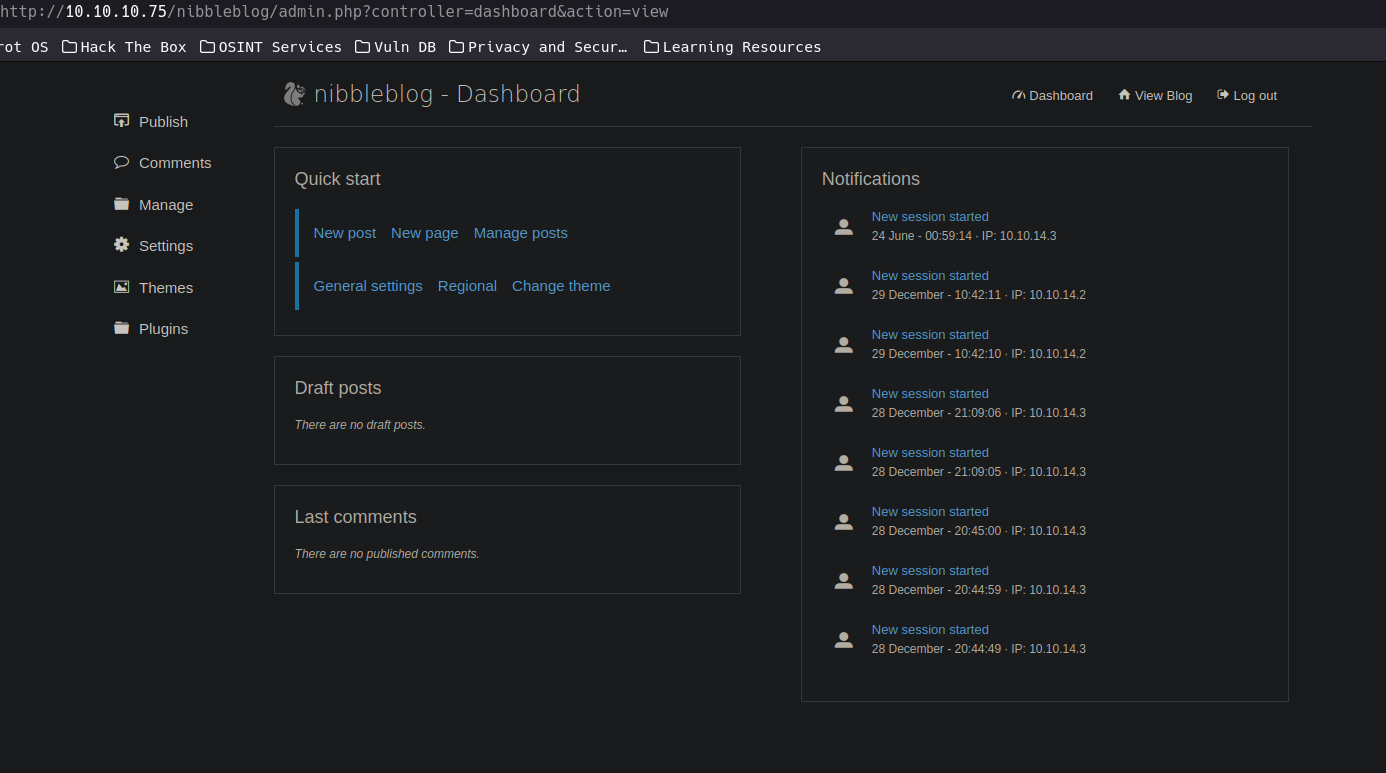 http://10.10.10.75/nibbleblog/admin.php?controller=dashboard&action=view
rot OS Hack The Box OSINT Services Vuln DB Privacy and Secur… Learning Resources
nibbleblog - Dashboard
Dashboard View Blog Log out
Publish
Comments
Manage
Settings
Themes
Plugins
Quick start
New post New page Manage posts
General settings Regional Change theme
Draft posts
There are no draft posts.
Last comments
There are no published comments.
Notifications
New session started
24 June - 00:59:14 · IP: 10.10.14.3
New session started
29 December - 10:42:11 · IP: 10.10.14.2
New session started
29 December - 10:42:10 · IP: 10.10.14.2
New session started
28 December - 21:09:06 · IP: 10.10.14.3
New session started
28 December - 21:09:05 · IP: 10.10.14.3
New session started
28 December - 20:45:00 · IP: 10.10.14.3
New session started
28 December - 20:44:59 · IP: 10.10.14.3
New session started
28 December - 20:44:49 · IP: 10.10.14.3